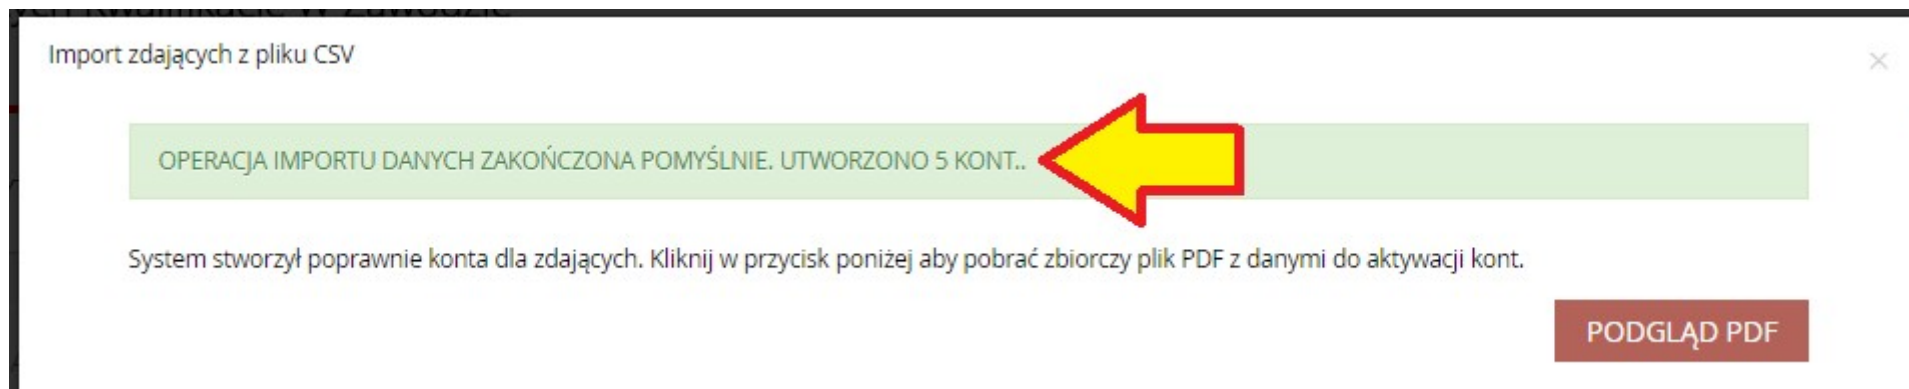 Import zdających z pliku CSV
×
OPERACJA IMPORTU DANYCH ZAKOŃCZONA POMYŚLNIE. UTWORZONO 5 KONT..
System stworzył poprawnie konta dla zdających. Kliknij w przycisk poniżej aby pobrać zbiorczy plik PDF z danymi do aktywacji kont.
PODGLĄD PDF